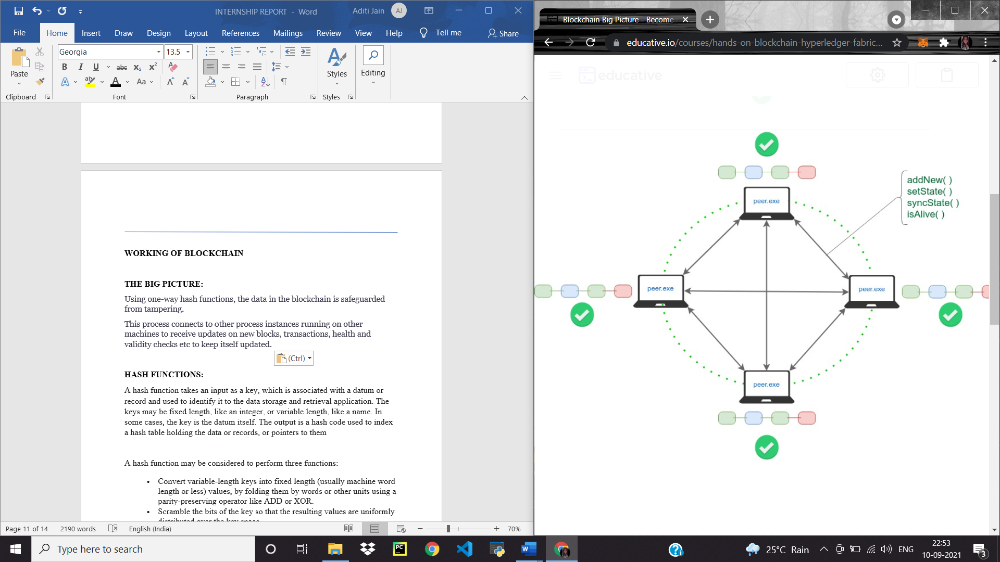 INTERNSHIP REPORT - Word
Aditi Jain
AJ
File
Home
Insert
Draw
Design
Layout
References
Mailings
Review
View
Help
Tell me
Share
Georgia
13.5
Paste
B I U abc x₂ x²
A ab A Aa A A
Styles
Editing
Clipboard
Font
Paragraph
Styles
WORKING OF BLOCKCHAIN
THE BIG PICTURE:
Using one-way hash functions, the data in the blockchain is safeguarded
from tampering.
This process connects to other process instances running on other
machines to receive updates on new blocks, transactions, health and
validity checks etc to keep itself updated.
(Ctrl)
HASH FUNCTIONS:
A hash function takes an input as a key, which is associated with a datum or
record and used to identify it to the data storage and retrieval application. The
keys may be fixed length, like an integer, or variable length, like a name. In
some cases, the key is the datum itself. The output is a hash code used to index
a hash table holding the data or records, or pointers to them
A hash function may be considered to perform three functions:
• Convert variable-length keys into fixed length (usually machine word
length or less) values, by folding them by words or other units using a
parity-preserving operator like ADD or XOR.
• Scramble the bits of the key so that the resulting values are uniformly
distributed over the key space
Page 11 of 14
2190 words
English (India)
70%
Blockchain Big Picture - Become
educative.io/courses/hands-on-blockchain-hyperledger-fabric...
educative
addNew( )
setState( )
syncState( )
isAlive( )
peer.exe
peer.exe
peer.exe
peer.exe
Type here to search
PC
W
25°C Rain
ENG
22:53
10-09-2021
3